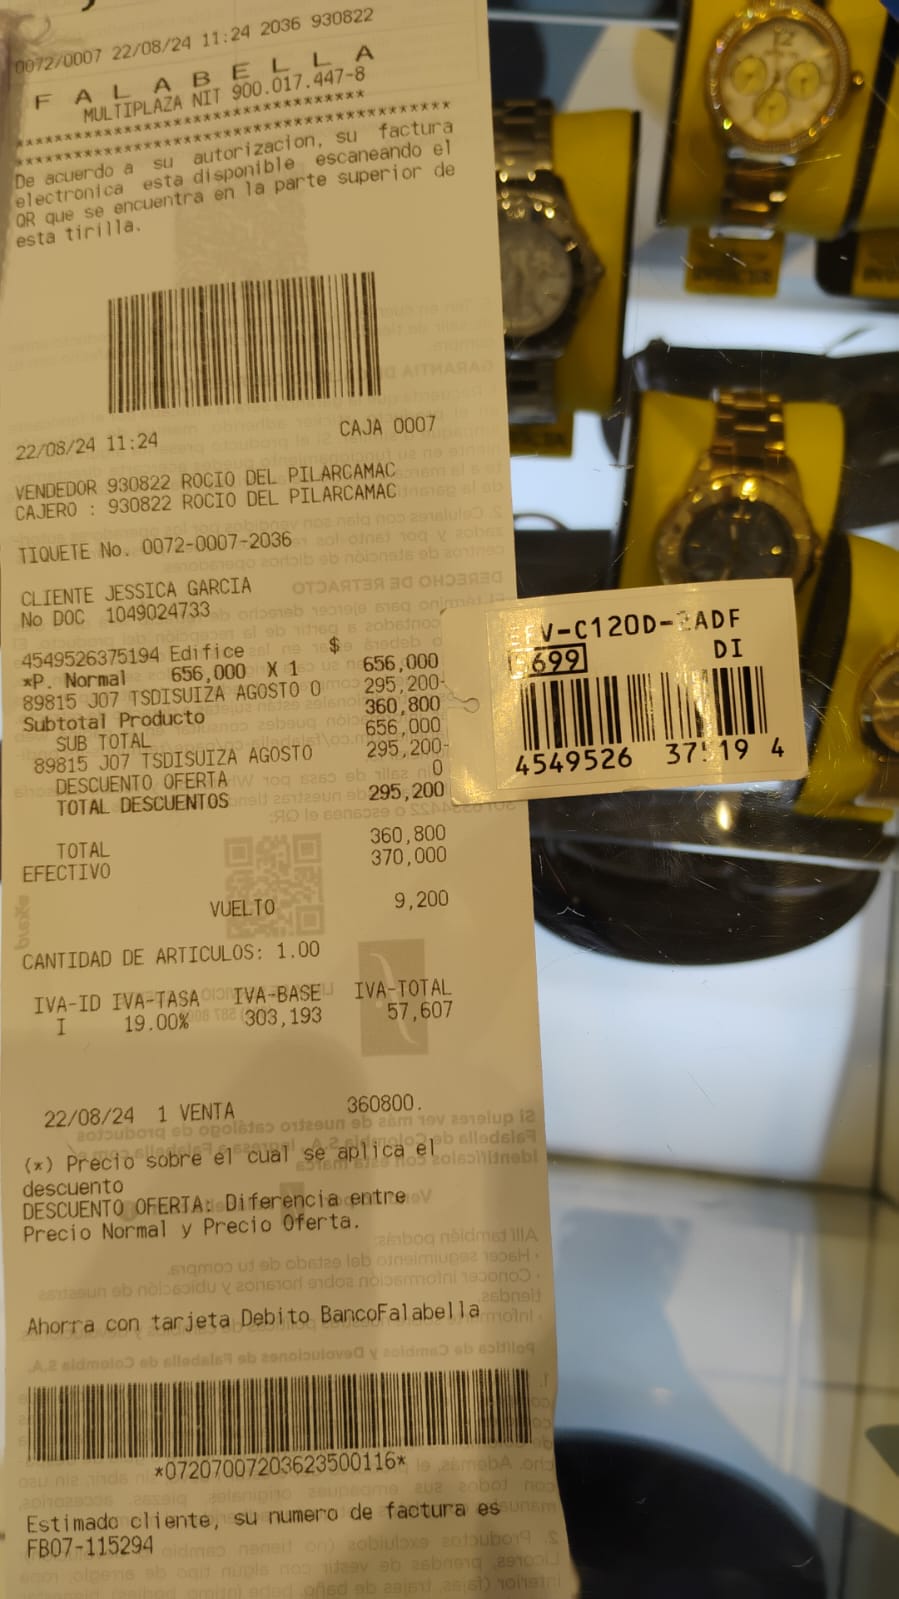 0072/0007 22/08/24 11:24 2036 930822
F A L A B E L L A
MULTIPLAZA NIT 900.017.447-8
************************************
********************************************
De acuerdo a su autorizacion, su factura
electronica esta disponible escaneando el
QR que se encuentra en la parte superior de
esta tirilla.
22/08/24 11:24 CAJA 0007
VENDEDOR 930822 ROCIO DEL PILARCAMAC
CAJERO : 930822 ROCIO DEL PILARCAMAC
TIQUETE No. 0072-0007-2036
CLIENTE JESSICA GARCIA
No DOC 1049024733
$
4549526375194 Edifice
*P. Normal 656,000 X 1 656,000
89815 J07 TSDISUIZA AGOSTO 0 295,200-
Subtotal Producto 360,800
SUB TOTAL 656,000
89815 J07 TSDISUIZA AGOSTO 295,200-
DESCUENTO OFERTA 0
TOTAL DESCUENTOS 295,200
TOTAL 360,800
EFECTIVO 370,000
VUELTO 9,200
CANTIDAD DE ARTICULOS: 1.00
IVA-ID IVA-TASA IVA-BASE IVA-TOTAL
I 19.00% 303,193 57,607
22/08/24 1 VENTA 360800.
(*) Precio sobre el cual se aplica el
descuento
DESCUENTO OFERTA: Diferencia entre
Precio Normal y Precio Oferta.
Ahorra con tarjeta Debito BancoFalabella
*07207007203623500116*
Estimado cliente, su numero de factura es
FB07-115294
V-C120D- ADF
5699 DI
4549526 37 19 4